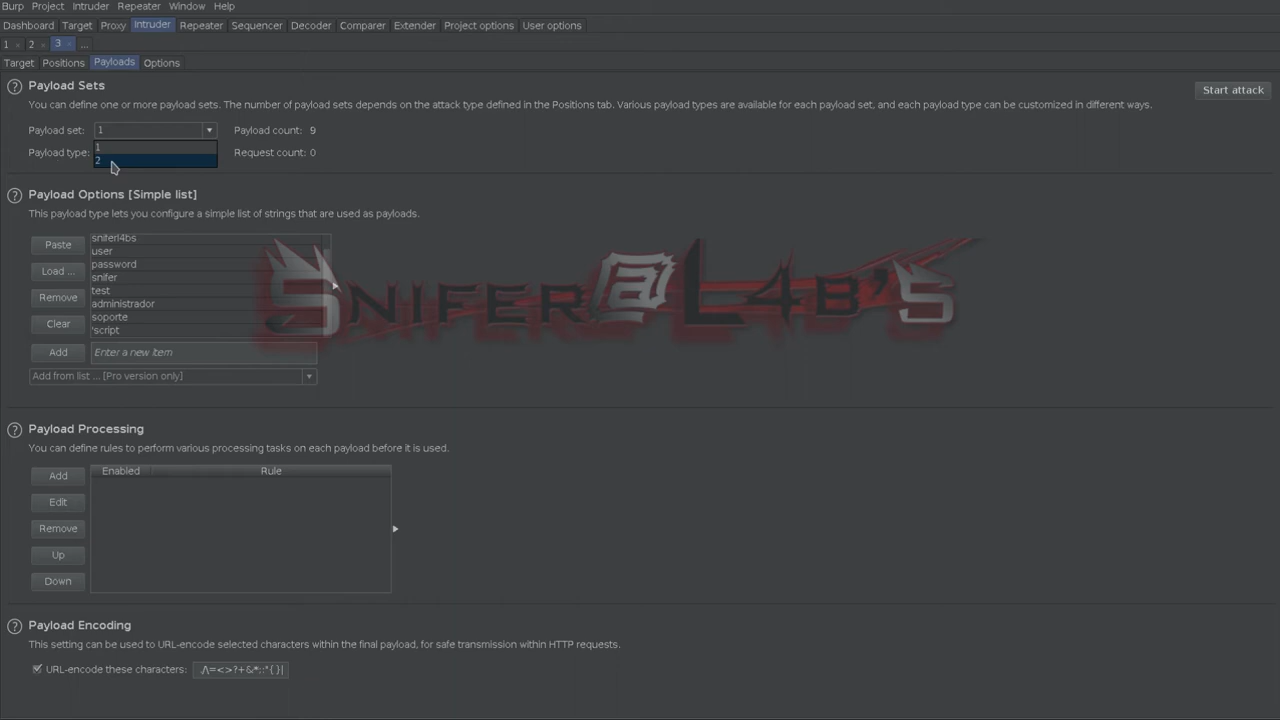 Burp Project Intruder Repeater Window Help
Dashboard Target Proxy Intruder Repeater Sequencer Decoder Comparer Extender Project options User options
1 × 2 × 3 × ...
Target Positions Payloads Options
? Payload Sets
Start attack
You can define one or more payload sets. The number of payload sets depends on the attack type defined in the Positions tab. Various payload types are available for each payload set, and each payload type can be customized in different ways.
Payload set: 1 Payload count: 9
1
Payload type: 2 Request count: 0
? Payload Options [Simple list]
This payload type lets you configure a simple list of strings that are used as payloads.
Paste
Load ...
Remove
Clear
sniferl4bs
user
password
snifer
test
administrador
soporte
'script
Add Enter a new item
Add from list ... [Pro version only]
SNIFER@L4B'S
? Payload Processing
You can define rules to perform various processing tasks on each payload before it is used.
Enabled Rule
Add
Edit
Remove
Up
Down
? Payload Encoding
This setting can be used to URL-encode selected characters within the final payload, for safe transmission within HTTP requests.
URL-encode these characters: